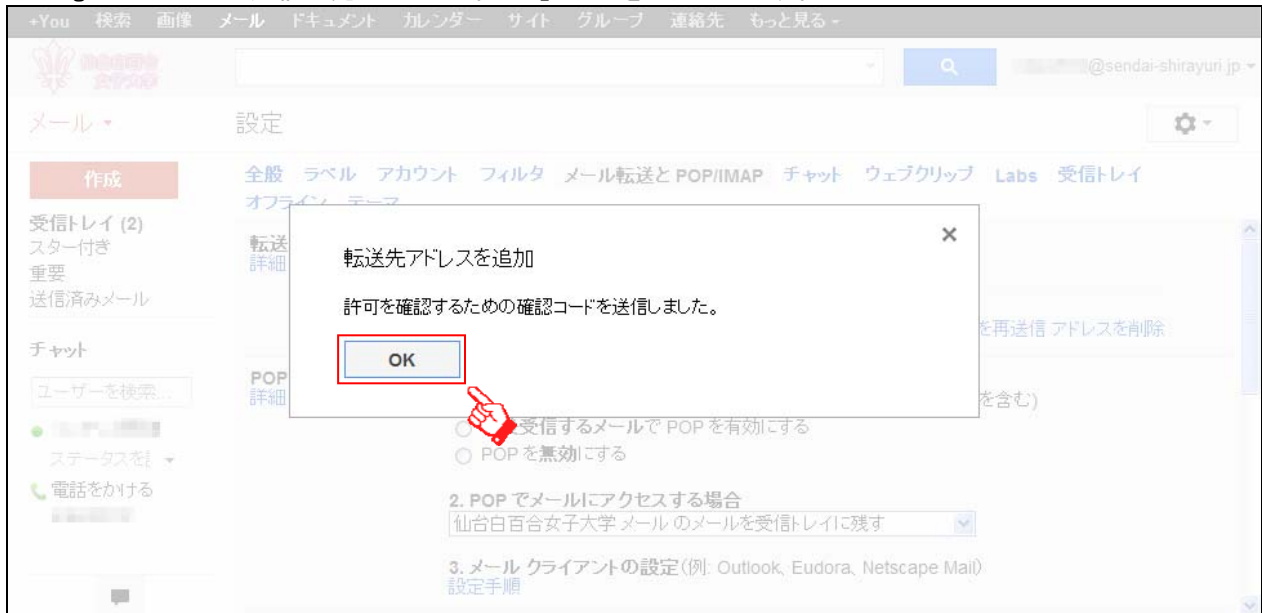 +You 検索 画像 メール ドキュメント カレンダー サイト グループ 連絡先 もっと見る
@sendai-shirayuri.jp
メール
設定
作成
全般 ラベル アカウント フィルタ メール転送と POP/IMAP チャット ウェブクリップ Labs 受信トレイ
オフライン テーマ
受信トレイ (2)
スター付き
重要
送信済みメール
転送
詳細
転送先アドレスを追加
許可を確認するための確認コードを送信しました。
OK
を再送信 アドレスを削除
チャット
ユーザーを検索...
POP
詳細
を含む)
受信するメールで POP を有効にする
POP を無効にする
電話をかける
2. POP でメールにアクセスする場合
仙台白百合女子大学 メール のメールを受信トレイに残す
3. メール クライアントの設定(例: Outlook、Eudora、Netscape Mail)
設定手順